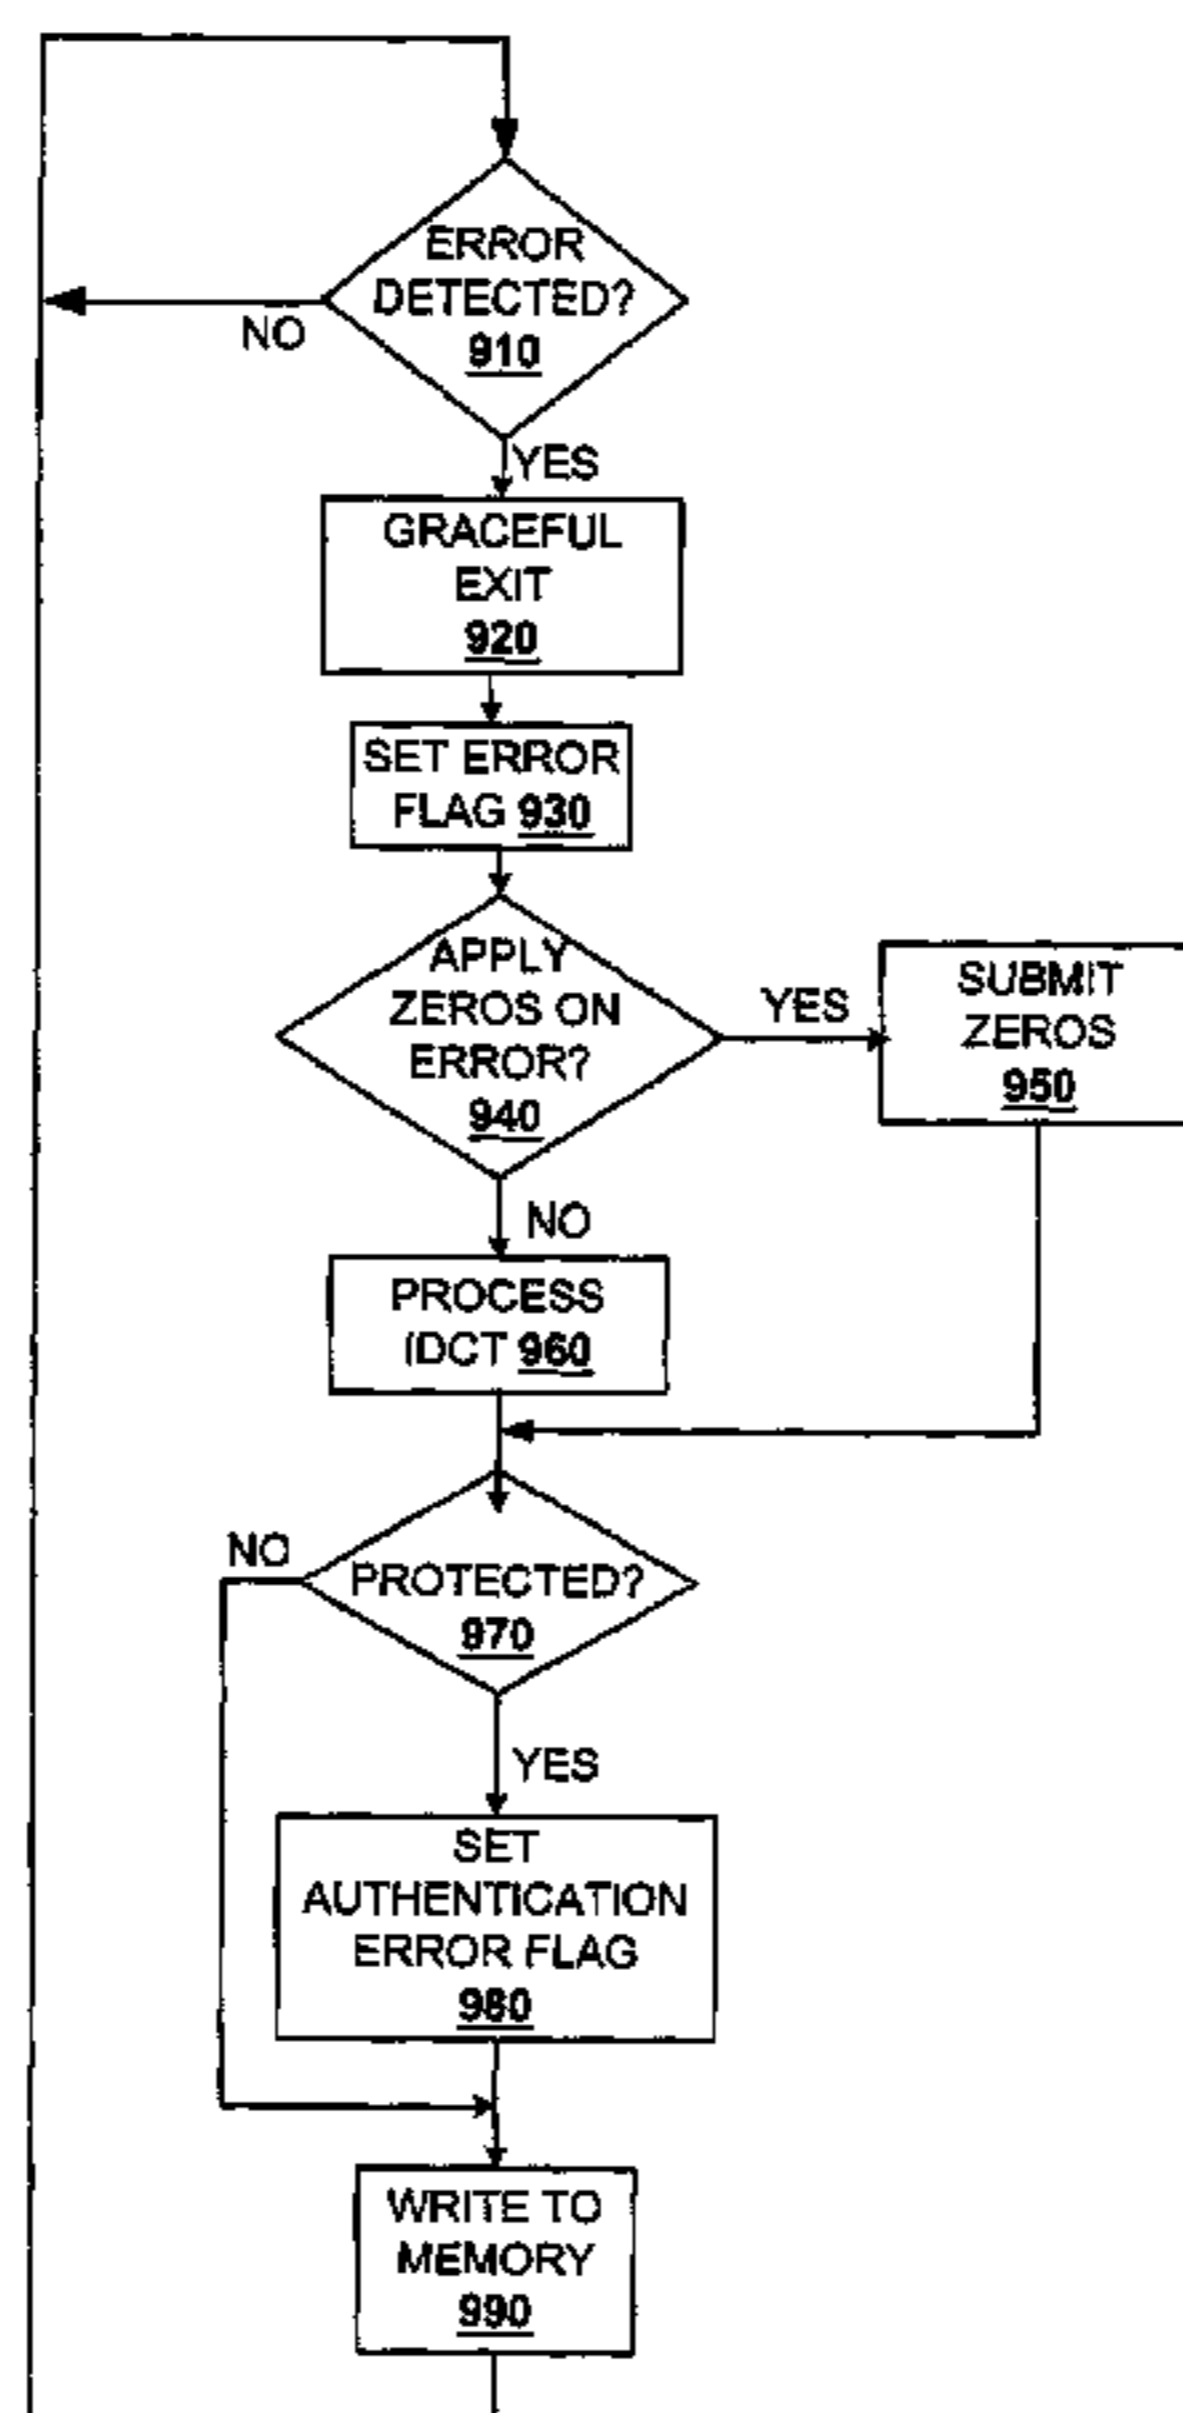 ERROR
DETECTED?
910
NO
YES
GRACEFUL
EXIT
920
SET ERROR
FLAG 930
APPLY
ZEROS ON
ERROR?
940
YES
SUBMIT
ZEROS
950
NO
PROCESS
IDCT 960
NO
PROTECTED?
970
YES
SET
AUTHENTICATION
ERROR FLAG
980
WRITE TO
MEMORY
990